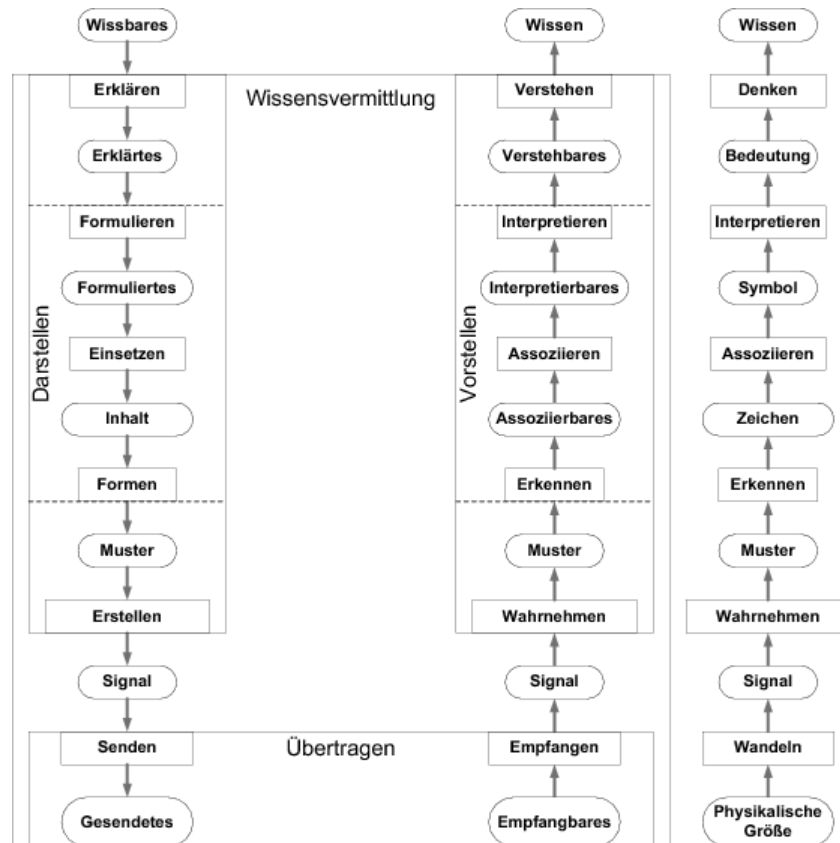 Wissbares
Wissen
Wissen
Erklären
Wissensvermittlung
Verstehen
Denken
Erklärtes
Verstehbares
Bedeutung
Formulieren
Interpretieren
Interpretieren
Darstellen
Formuliertes
Vorstellen
Interpretierbares
Symbol
Einsetzen
Assoziieren
Assoziieren
Inhalt
Assoziierbares
Zeichen
Formen
Erkennen
Erkennen
Muster
Muster
Muster
Erstellen
Wahrnehmen
Wahrnehmen
Signal
Signal
Signal
Senden
Übertragen
Empfangen
Wandeln
Gesendetes
Empfangbares
Physikalische
Größe